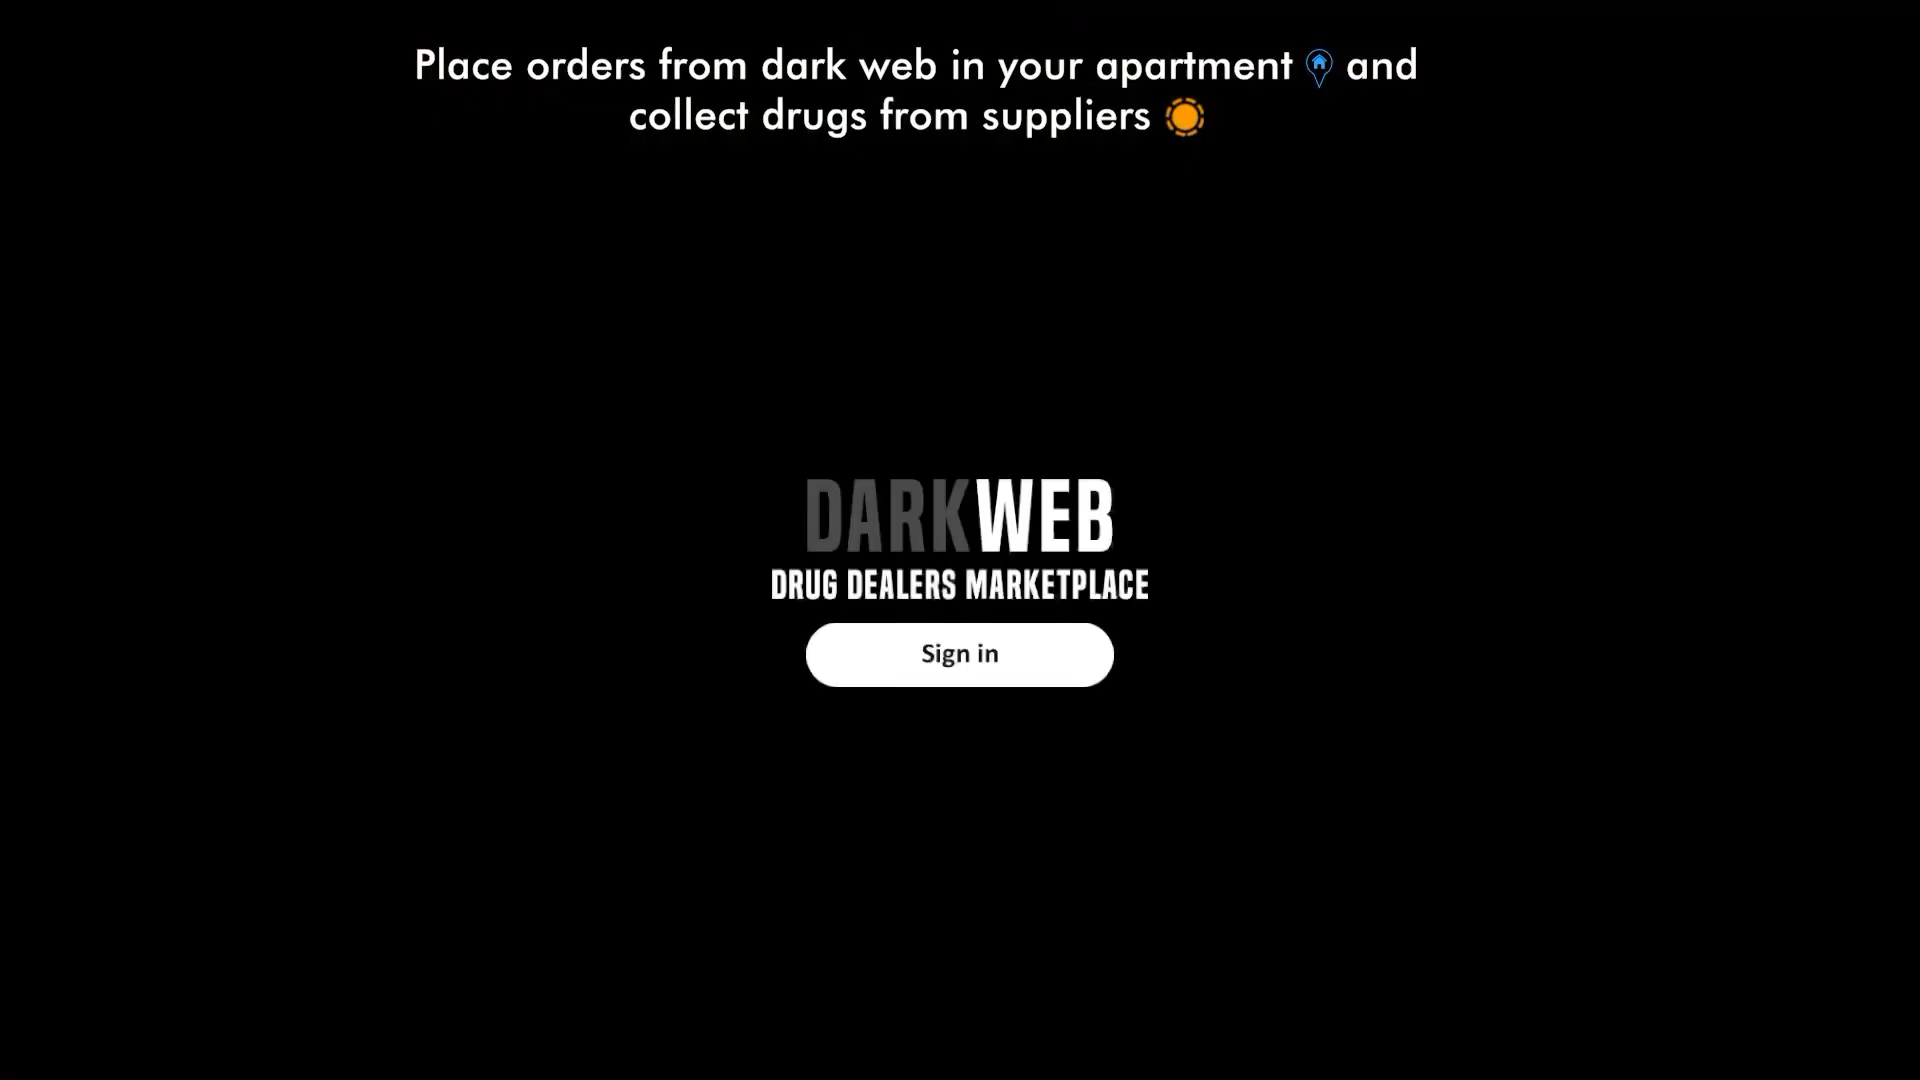 Place orders from dark web in your apartment and
collect drugs from suppliers
DARKWEB
DRUG DEALERS MARKETPLACE
Sign in